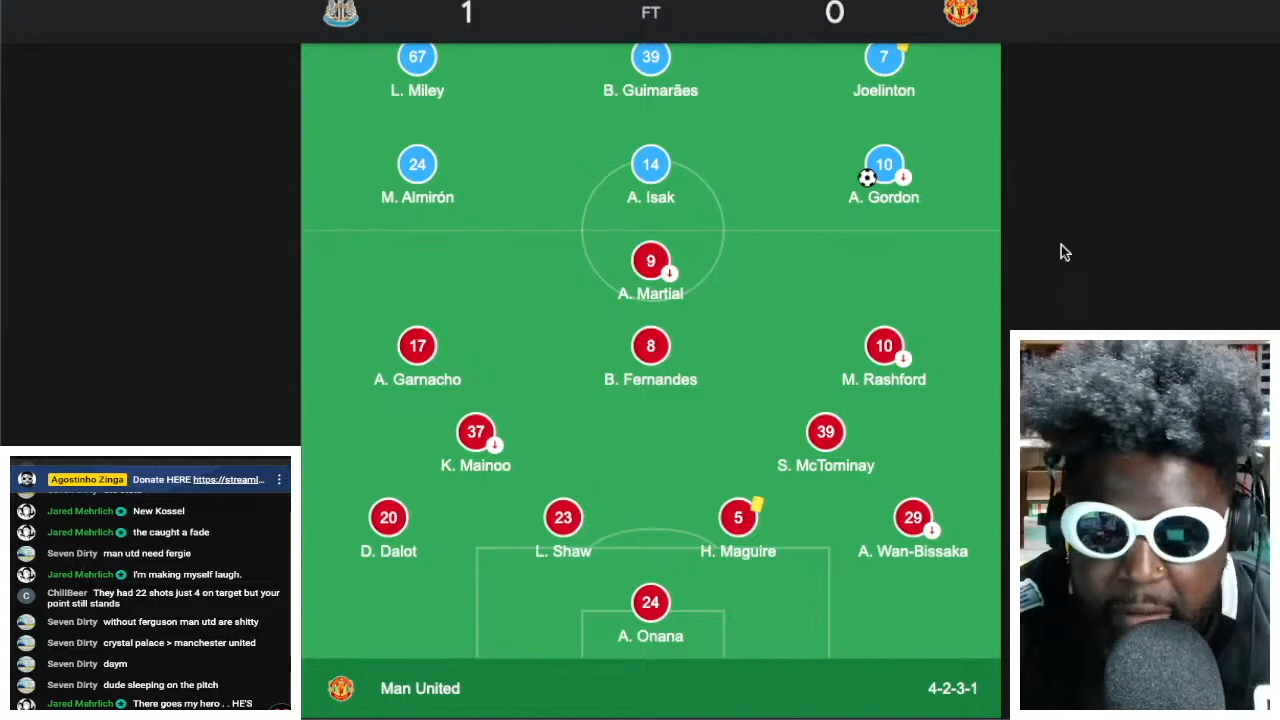 1 FT 0
67 39 7
L. Miley B. Guimarães Joelinton
24 14 10
M. Almirón A. Isak A. Gordon
9
A. Martial
17 8 10
A. Garnacho B. Fernandes M. Rashford
37 39
K. Mainoo S. McTominay
20 23 5 29
D. Dalot L. Shaw H. Maguire A. Wan-Bissaka
24
A. Onana
Man United 4-2-3-1
Agostinho Zinga Donate HERE https://streaml...
Jared Mehrlich New Kossel
Jared Mehrlich the caught a fade
Seven Dirty man utd need fergie
Jared Mehrlich I'm making myself laugh.
C ChillBeer They had 22 shots just 4 on target but your
point still stands
Seven Dirty without ferguson man utd are shitty
Seven Dirty crystal palace > manchester united
Seven Dirty daym
Seven Dirty dude sleeping on the pitch
Jared Mehrlich There goes my hero . . HE'S